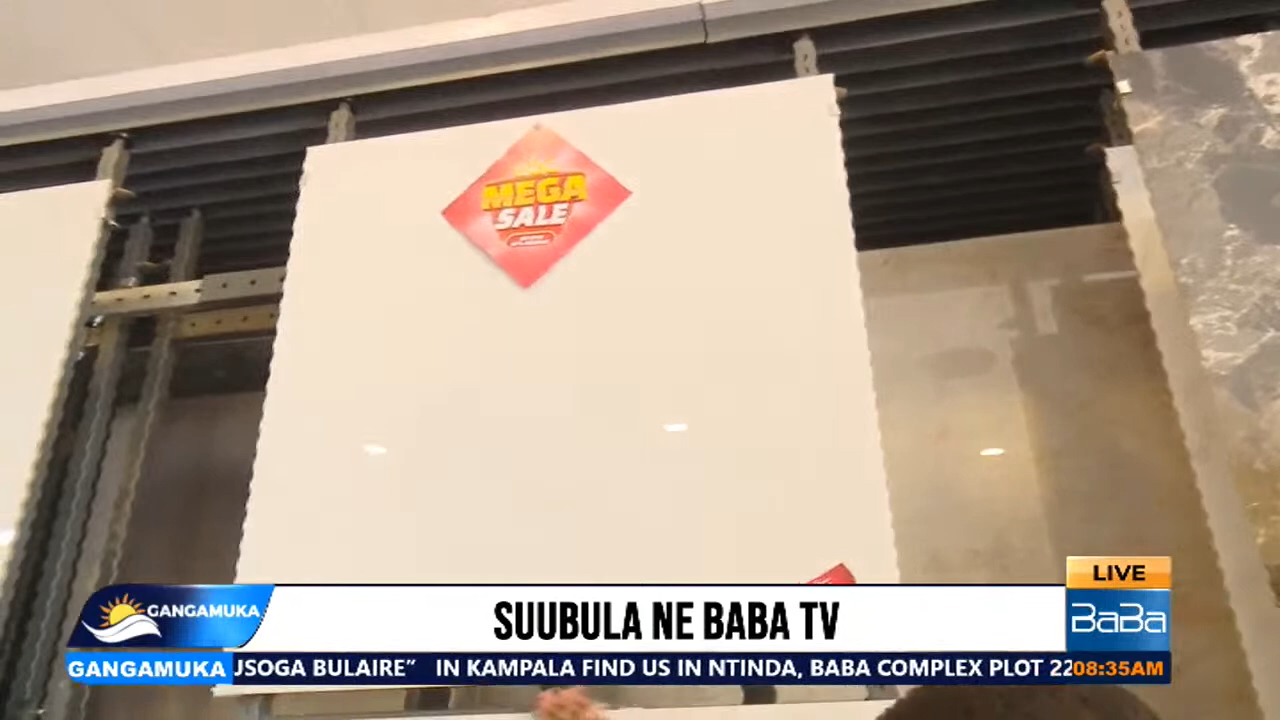 MEGA
SALE
LIVE
GANGAMUKA
SUUBULA NE BABA TV
BaBa
GANGAMUKA
USOGA BULAIRE” IN KAMPALA FIND US IN NTINDA, BABA COMPLEX PLOT 22
08:35AM